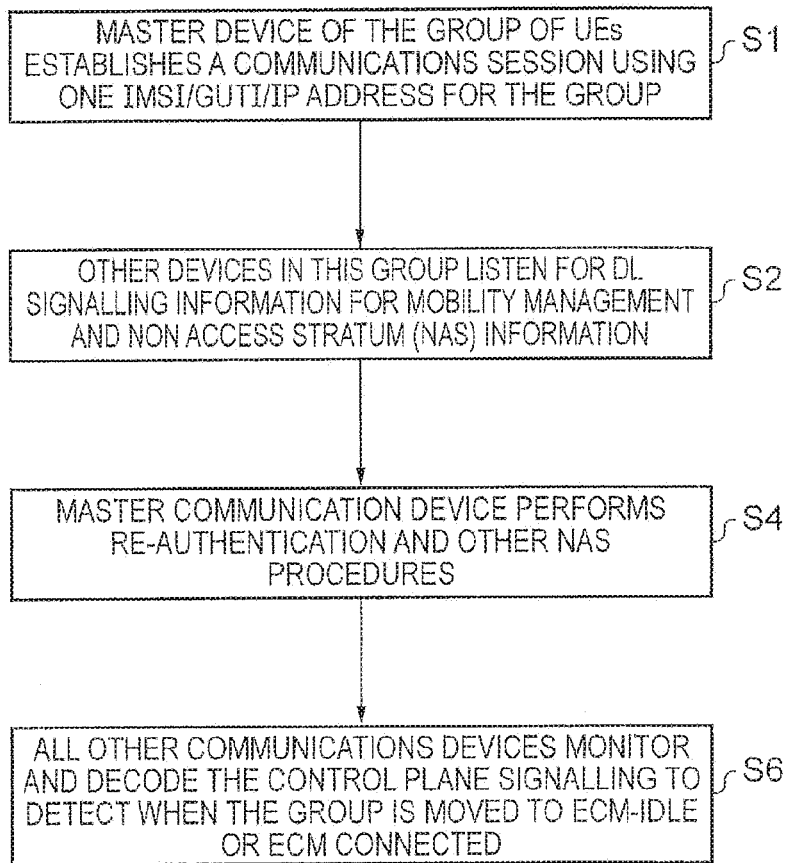 MASTER DEVICE OF THE GROUP OF UEs
ESTABLISHES A COMMUNICATIONS SESSION USING
ONE IMSI/GUTI/IP ADDRESS FOR THE GROUP
S1
OTHER DEVICES IN THIS GROUP LISTEN FOR DL
SIGNALLING INFORMATION FOR MOBILITY MANAGEMENT
AND NON ACCESS STRATUM (NAS) INFORMATION
S2
MASTER COMMUNICATION DEVICE PERFORMS
RE-AUTHENTICATION AND OTHER NAS
PROCEDURES
S4
ALL OTHER COMMUNICATIONS DEVICES MONITOR
AND DECODE THE CONTROL PLANE SIGNALLING TO
DETECT WHEN THE GROUP IS MOVED TO ECM-IDLE
OR ECM CONNECTED
S6